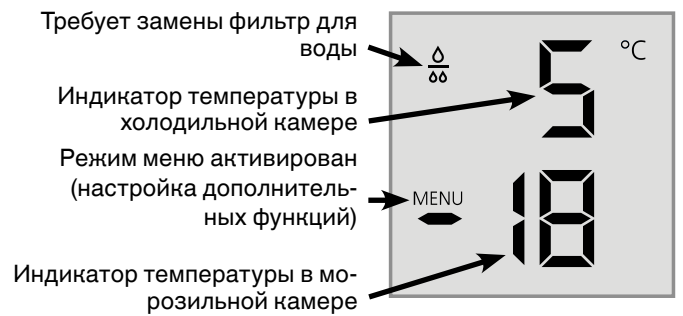 Требует замены фильтр для
воды
Индикатор температуры в
холодильной камере
Режим меню активирован
(настройка дополнитель-
ных функций)
Индикатор температуры в мо-
розильной камере
5 °C
MENU
-18